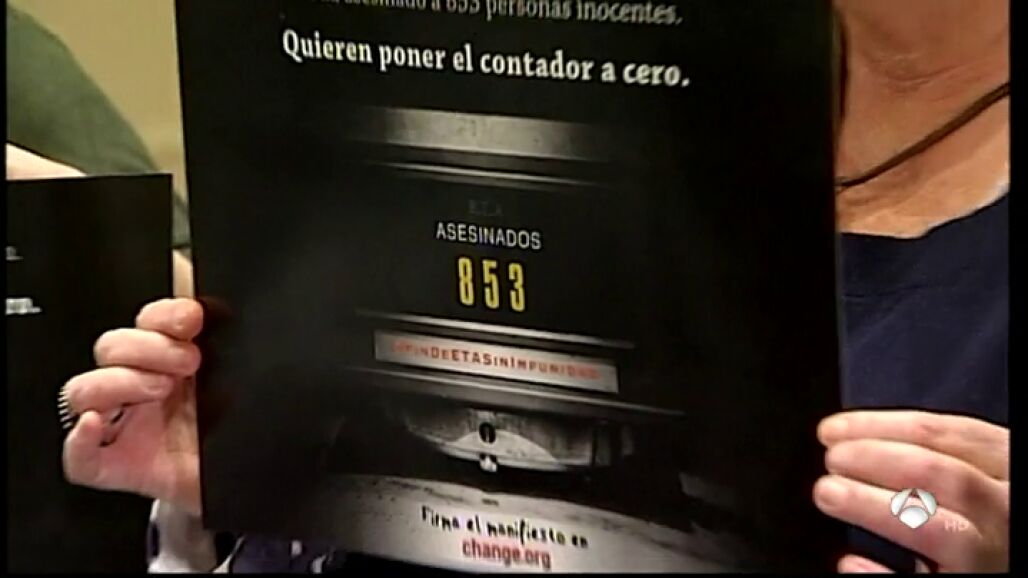 asesinado a 853 personas inocentes.
Quieren poner el contador a cero.
E.T.A
ASESINADOS
853
FINDEETASINIMPUNIDAD
Firma el manifiesto en
change.org
A
HD